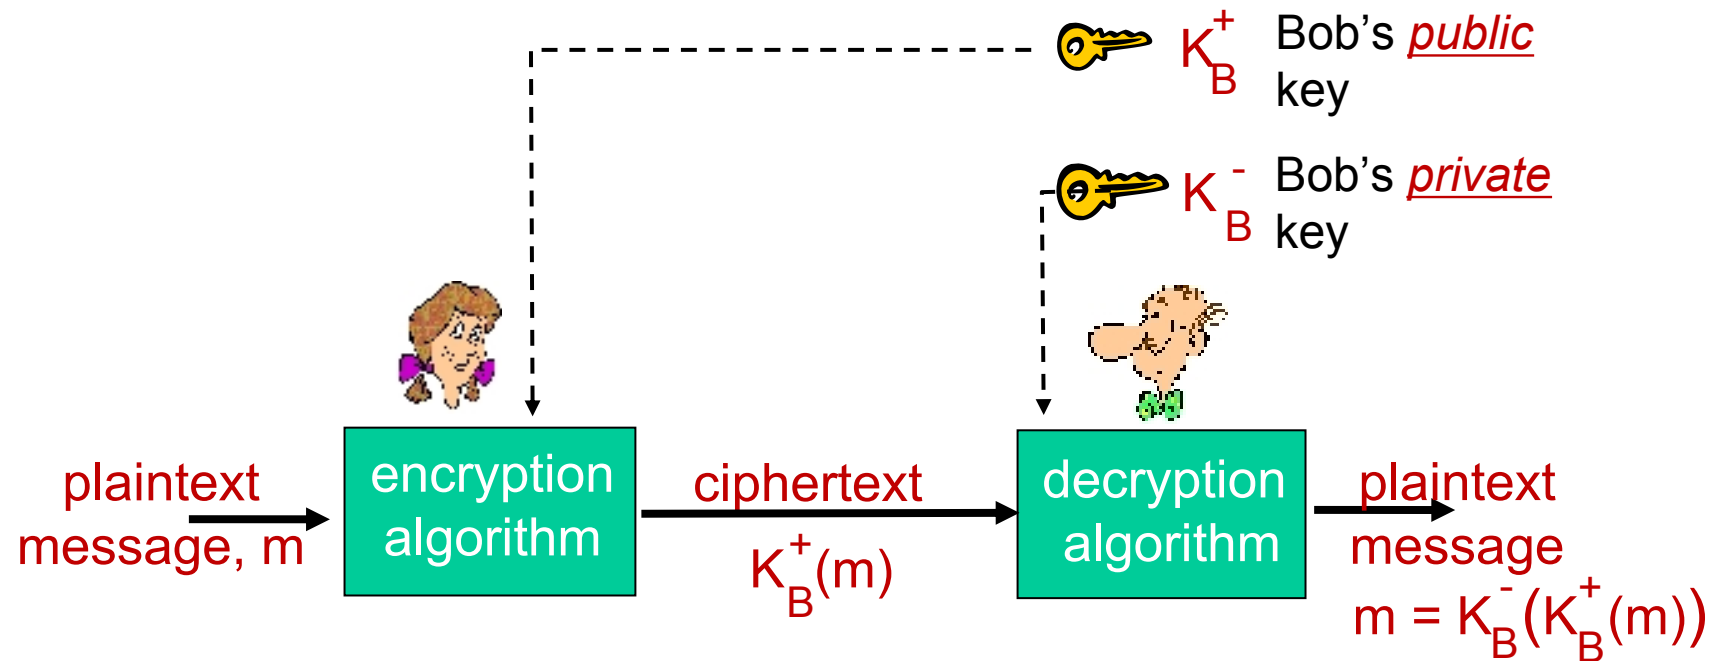 K_B^+ Bob’s public
key
K_B^- Bob’s private
key
plaintext
message, m
encryption
algorithm
ciphertext
K_B^+(m)
decryption
algorithm
plaintext
message
m = K_B^-(K_B^+(m))